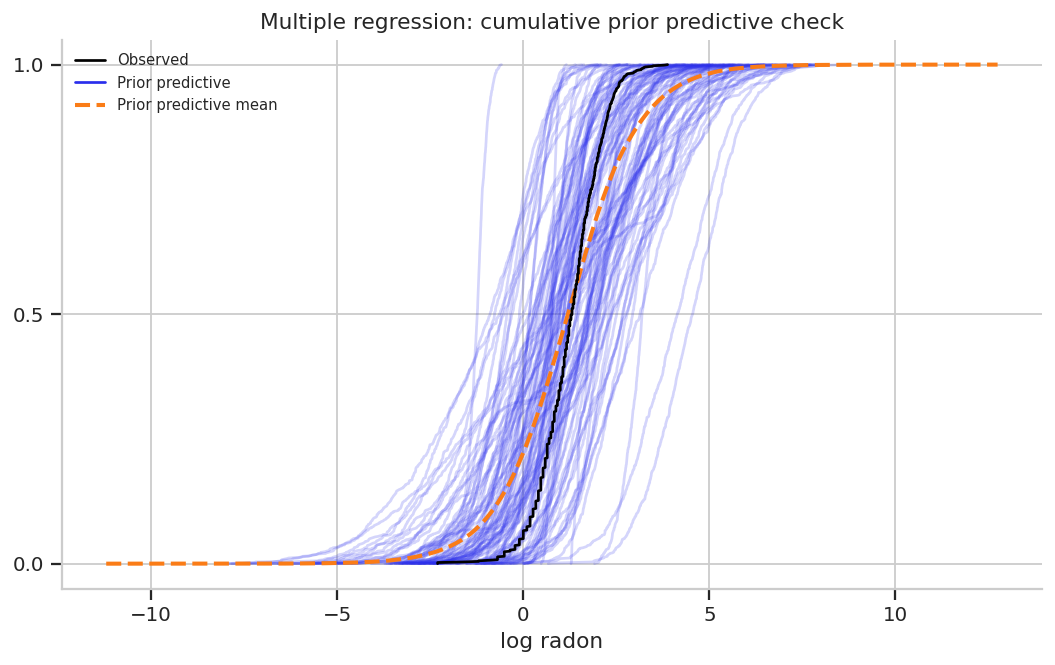 Multiple regression: cumulative prior predictive check
Observed
Prior predictive
Prior predictive mean
1.0
0.5
0.0
−10
−5
0
5
10
log radon